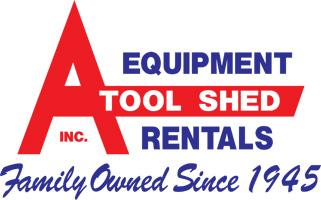 EQUIPMENT
A TOOL SHED
INC. RENTALS
Family Owned Since 1945